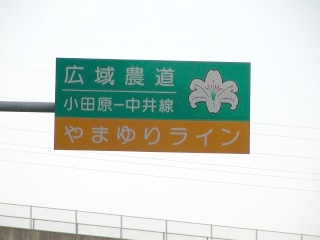 広域農道
小田原ー中井線
やまゆりライン